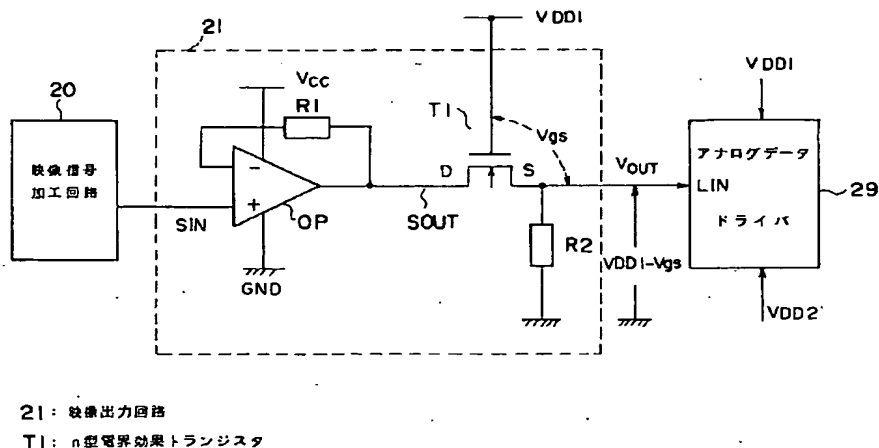 21
VDD1
20
Vcc
R1
T1
Vgs
VDD1
映像信号
加工回路
−
+
OP
SIN
GND
D
S
SOUT
VOUT
R2
VDD1-Vgs
アナログデータ
LIN
ドライバ
29
VDD2
21: 映像出力回路
T1: n型電界効果トランジスタ